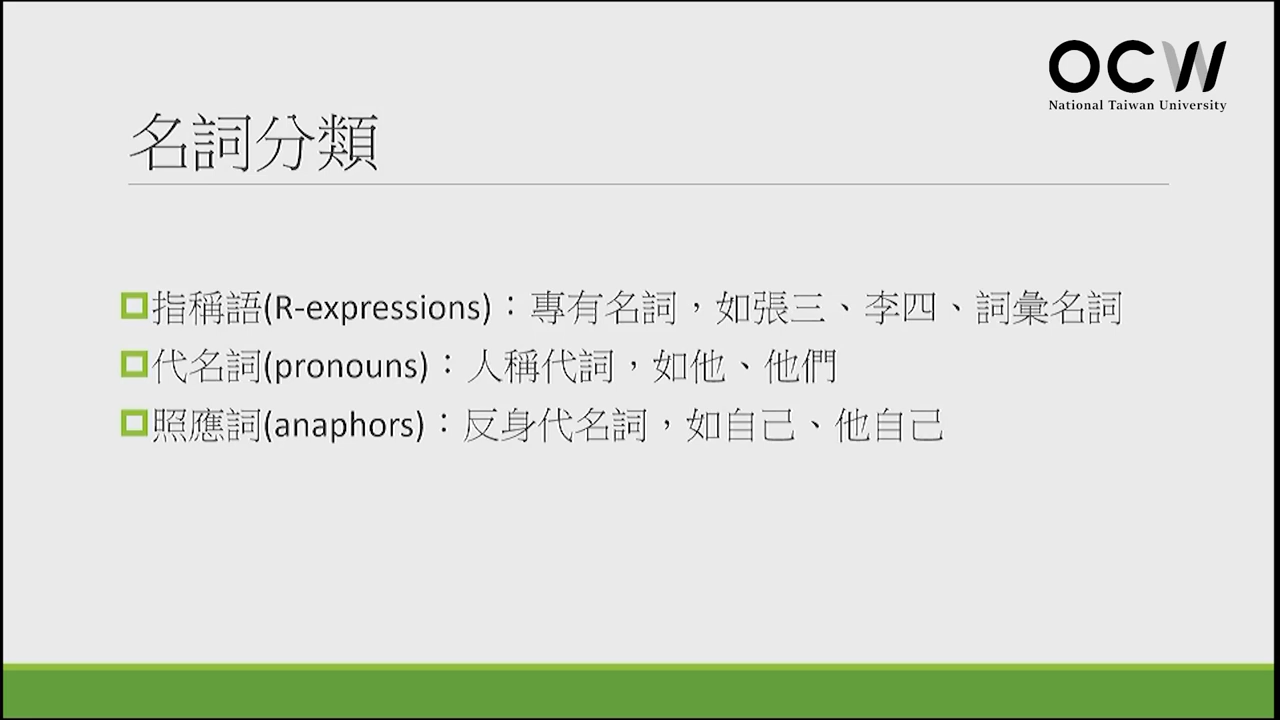 OCW
National Taiwan University
名詞分類
指稱語(R-expressions)：專有名詞，如張三、李四、詞彙名詞
代名詞(pronouns)：人稱代詞，如他、他們
照應詞(anaphors)：反身代名詞，如自己、他自己